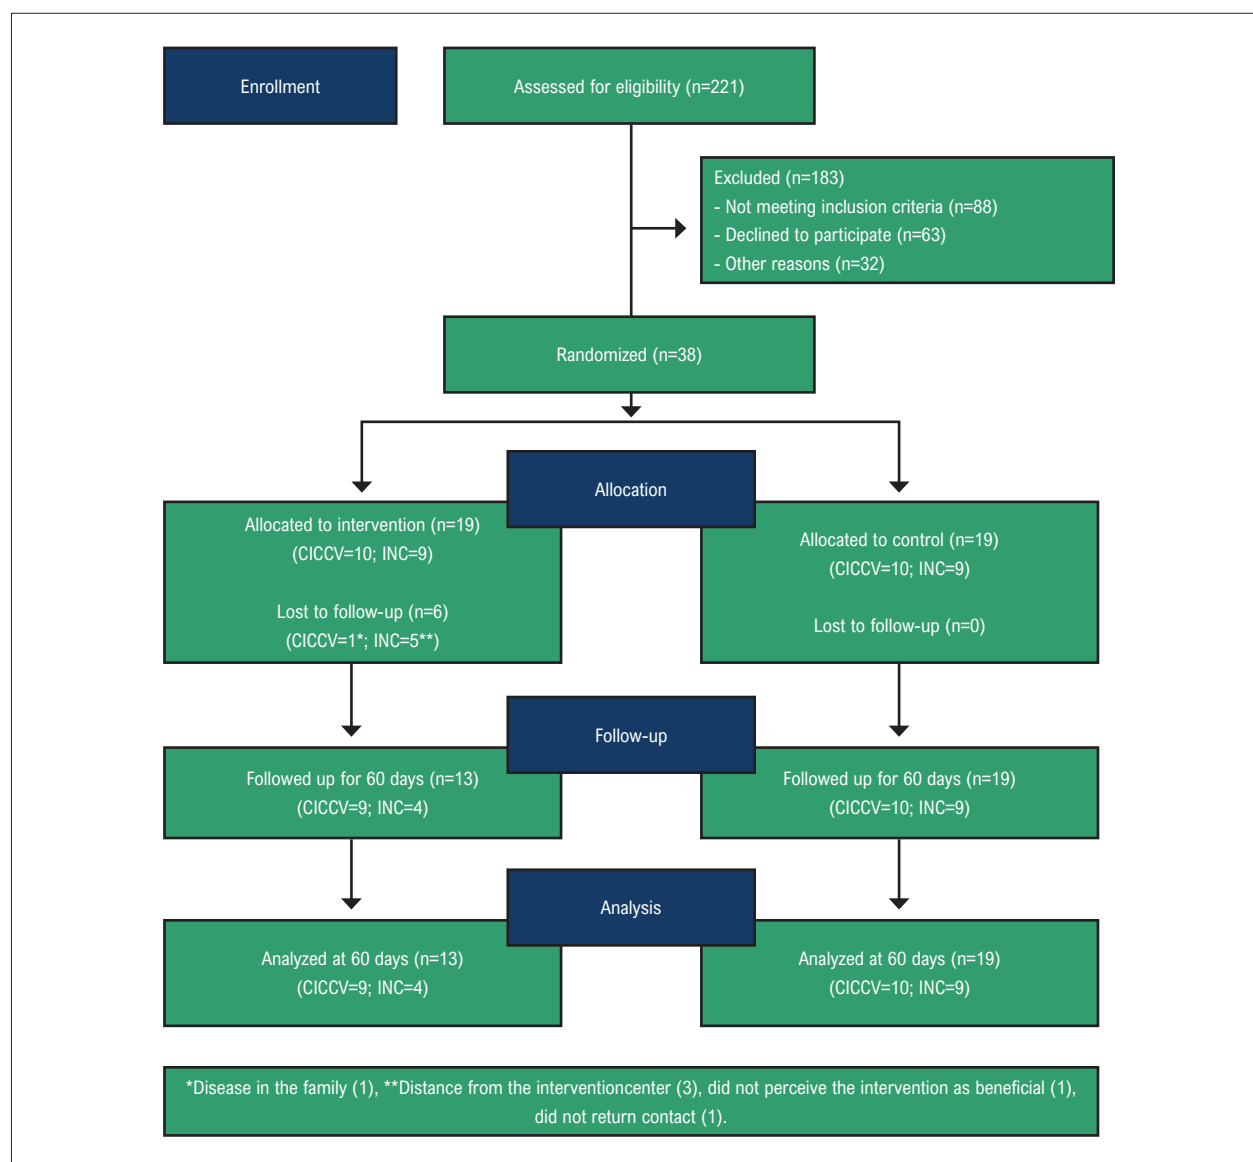 Enrollment
Assessed for eligibility (n=221)
Excluded (n=183)
- Not meeting inclusion criteria (n=88)
- Declined to participate (n=63)
- Other reasons (n=32)
Randomized (n=38)
Allocation
Allocated to intervention (n=19)
(CICCV=10; INC=9)
Lost to follow-up (n=6)
(CICCV=1*; INC=5**)
Allocated to control (n=19)
(CICCV=10; INC=9)
Lost to follow-up (n=0)
Follow-up
Followed up for 60 days (n=13)
(CICCV=9; INC=4)
Followed up for 60 days (n=19)
(CICCV=10; INC=9)
Analysis
Analyzed at 60 days (n=13)
(CICCV=9; INC=4)
Analyzed at 60 days (n=19)
(CICCV=10; INC=9)
*Disease in the family (1), **Distance from the interventioncenter (3), did not perceive the intervention as beneficial (1),
did not return contact (1).